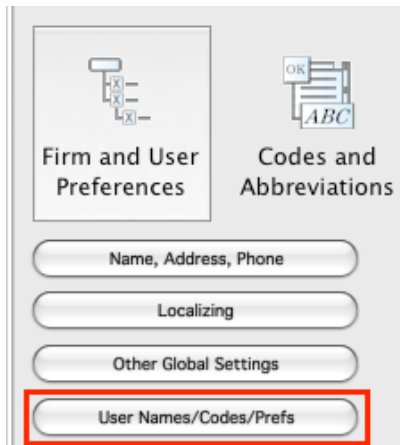 OK
ABC
Firm and User
Preferences
Codes and
Abbreviations
Name, Address, Phone
Localizing
Other Global Settings
User Names/Codes/Prefs